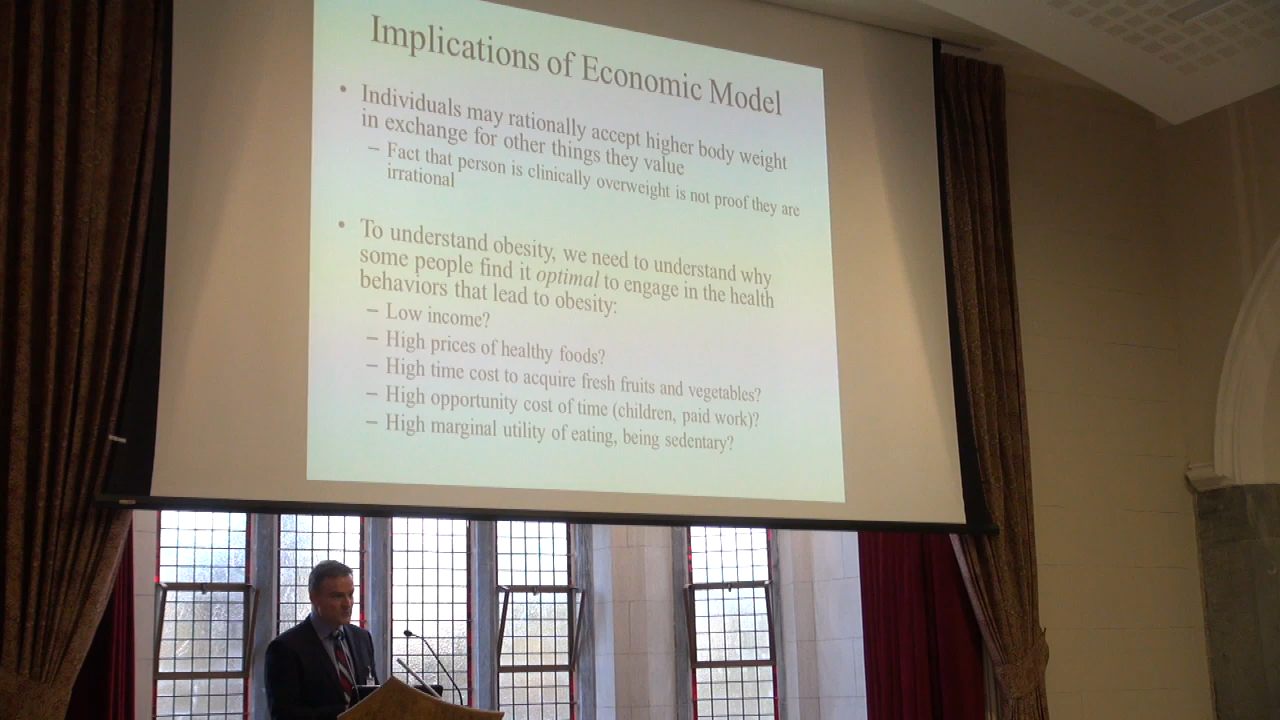 Implications of Economic Model
• Individuals may rationally accept higher body weight
in exchange for other things they value
– Fact that person is clinically overweight is not proof they are
irrational
• To understand obesity, we need to understand why
some people find it optimal to engage in the health
behaviors that lead to obesity:
– Low income?
– High prices of healthy foods?
– High time cost to acquire fresh fruits and vegetables?
– High opportunity cost of time (children, paid work)?
– High marginal utility of eating, being sedentary?